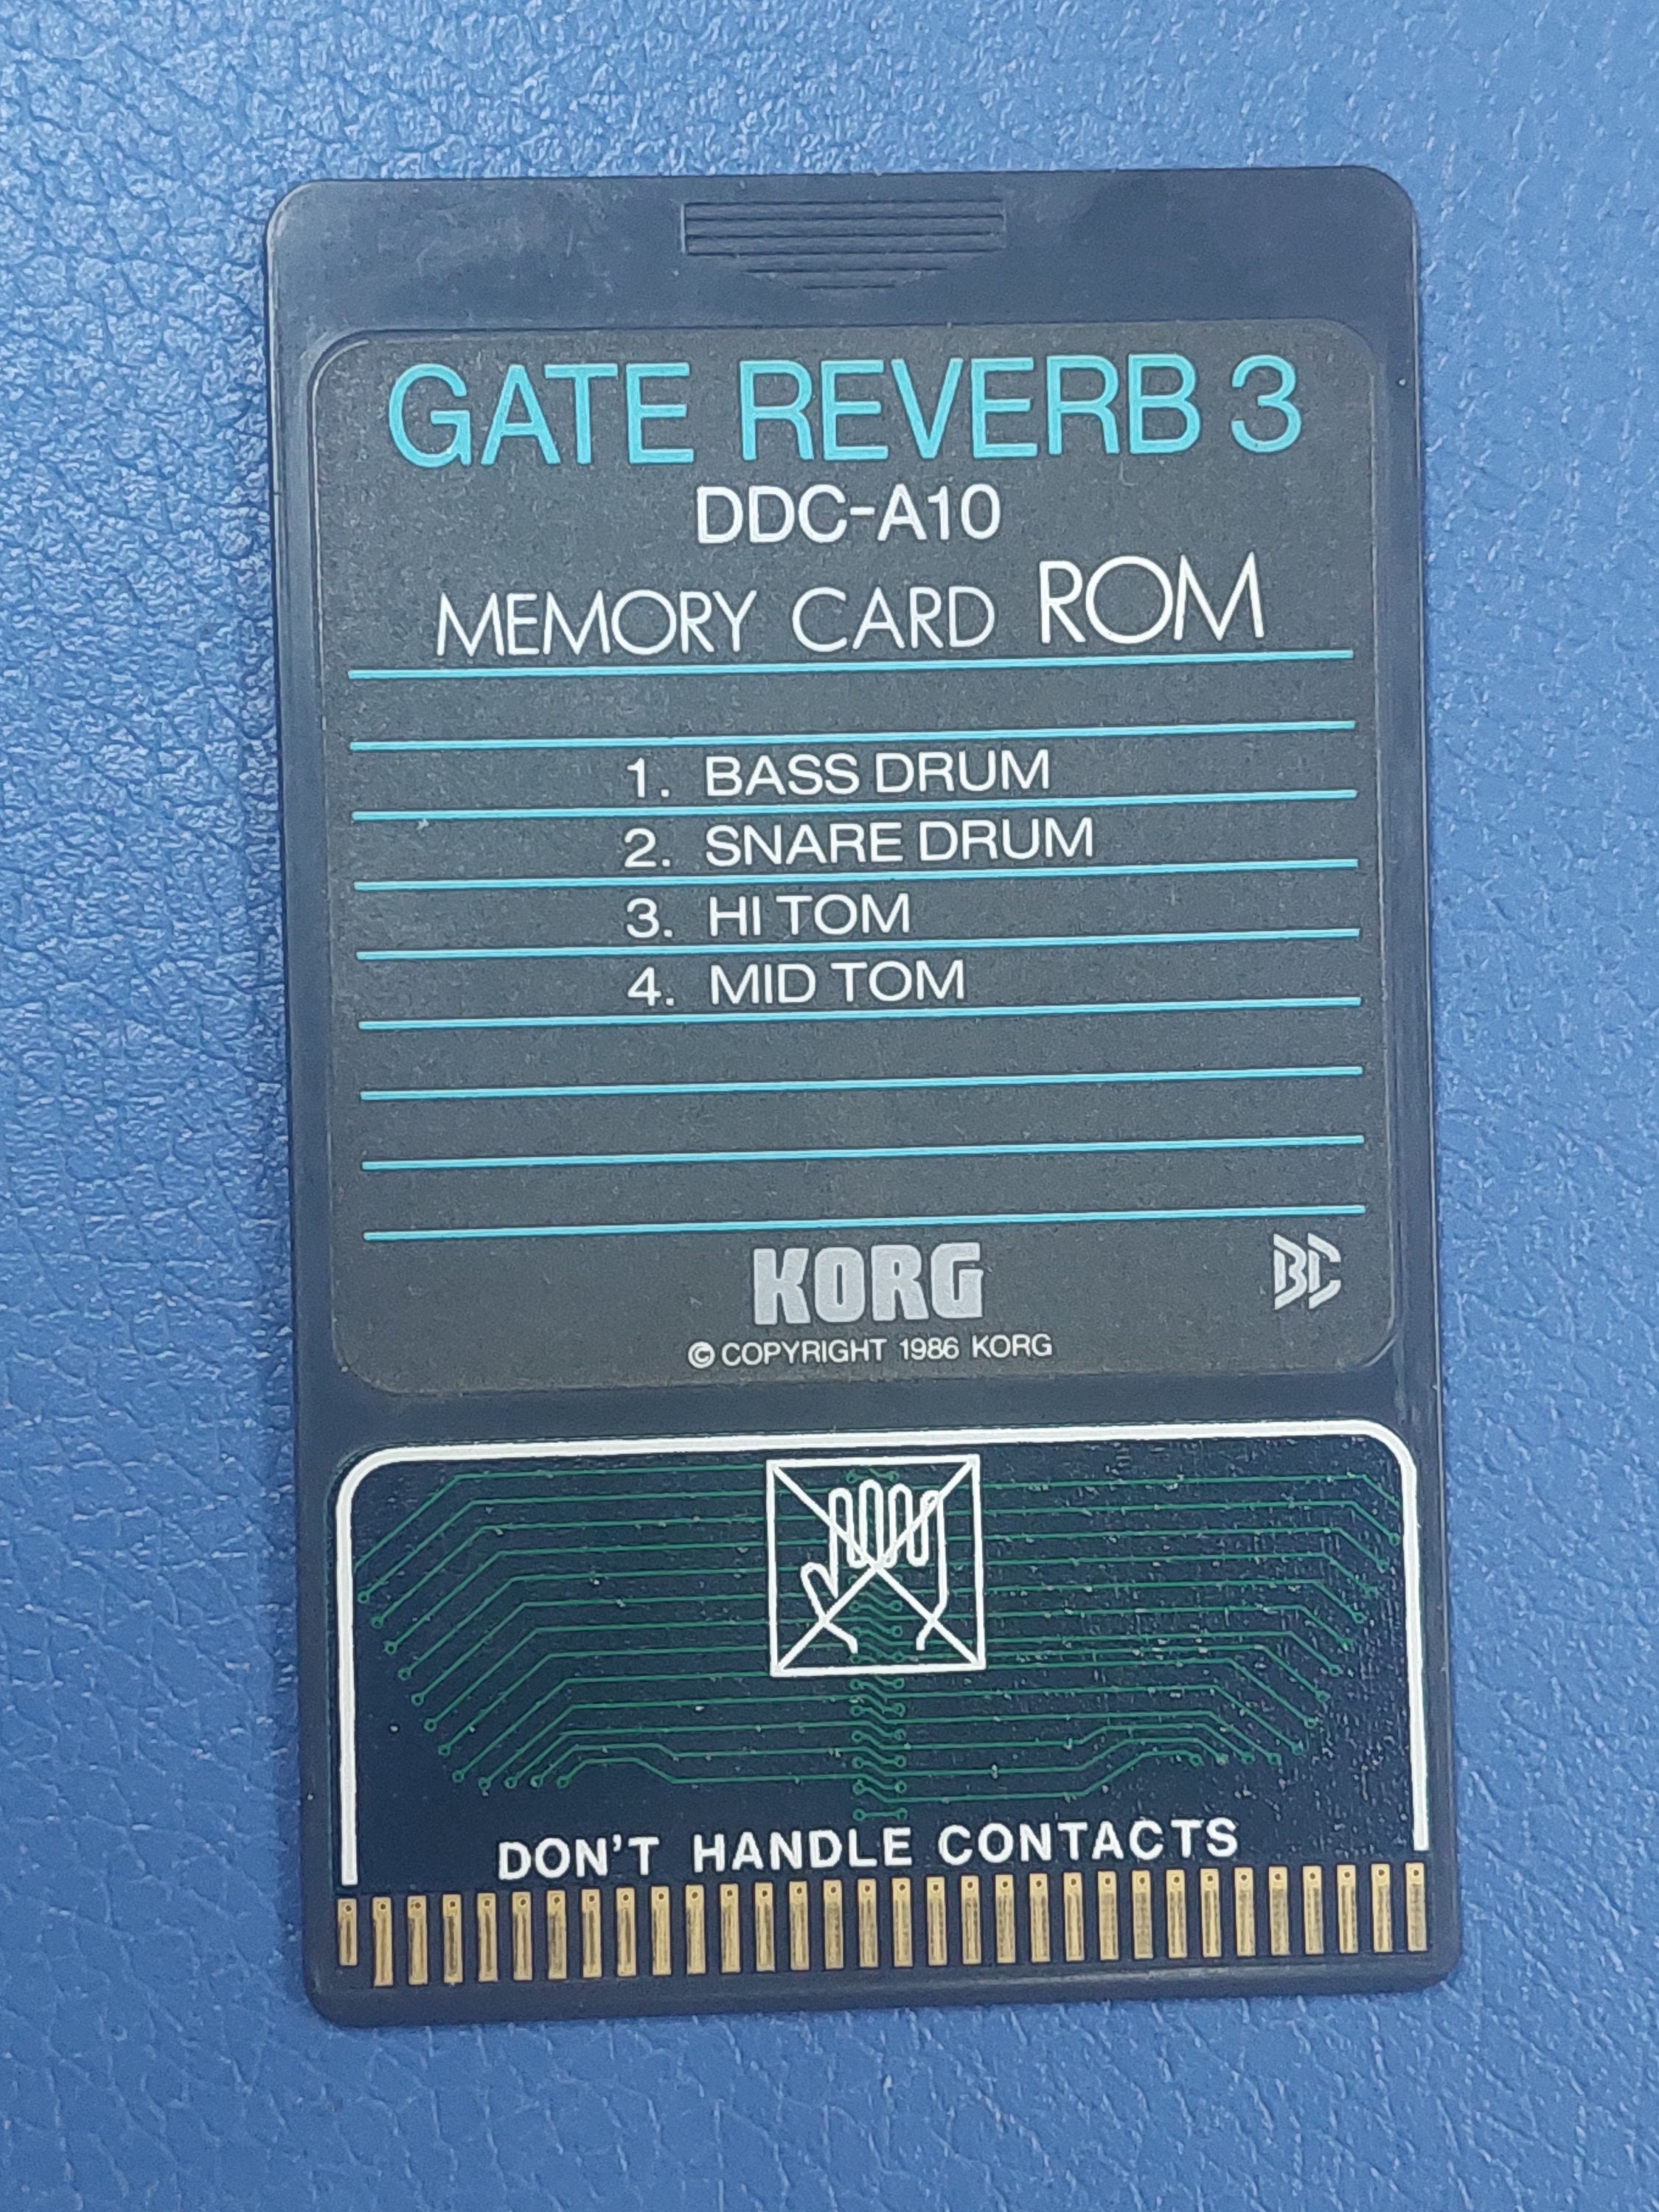 GATE REVERB 3
DDC-A10
MEMORY CARD ROM
1. BASS DRUM
2. SNARE DRUM
3. HI TOM
4. MID TOM
KORG
BC
© COPYRIGHT 1986 KORG
DON'T HANDLE CONTACTS